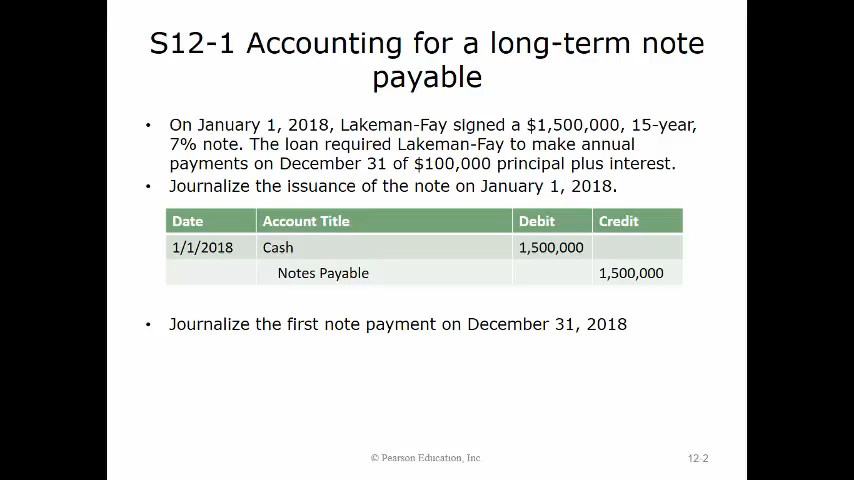 S12-1 Accounting for a long-term note
payable
• On January 1, 2018, Lakeman-Fay signed a $1,500,000, 15-year,
7% note. The loan required Lakeman-Fay to make annual
payments on December 31 of $100,000 principal plus interest.
• Journalize the issuance of the note on January 1, 2018.
Date Account Title Debit Credit
1/1/2018 Cash 1,500,000
Notes Payable 1,500,000
• Journalize the first note payment on December 31, 2018
© Pearson Education, Inc.
12-2